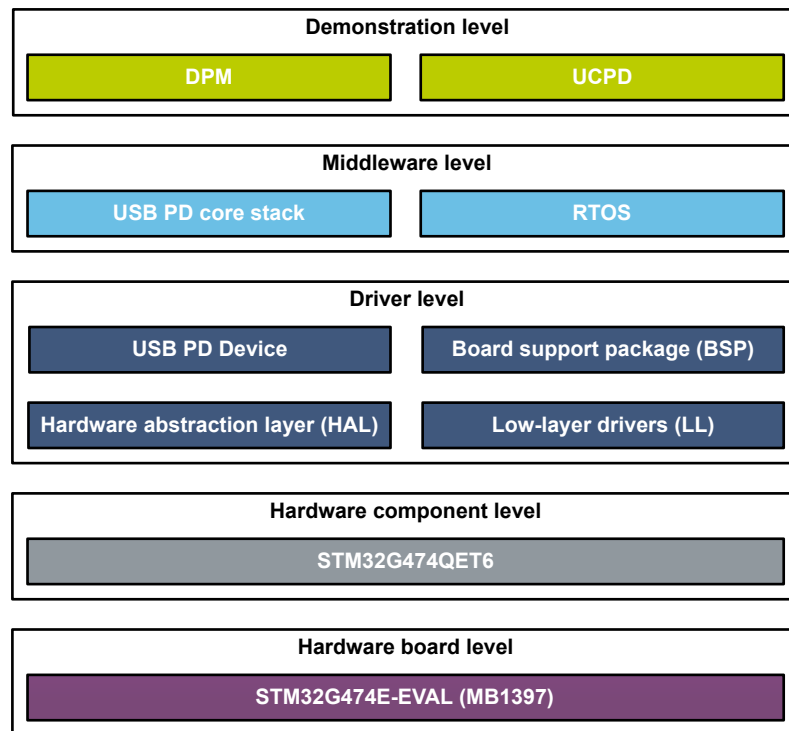 Demonstration level
DPM
UCPD
Middleware level
USB PD core stack
RTOS
Driver level
USB PD Device
Board support package (BSP)
Hardware abstraction layer (HAL)
Low-layer drivers (LL)
Hardware component level
STM32G474QET6
Hardware board level
STM32G474E-EVAL (MB1397)